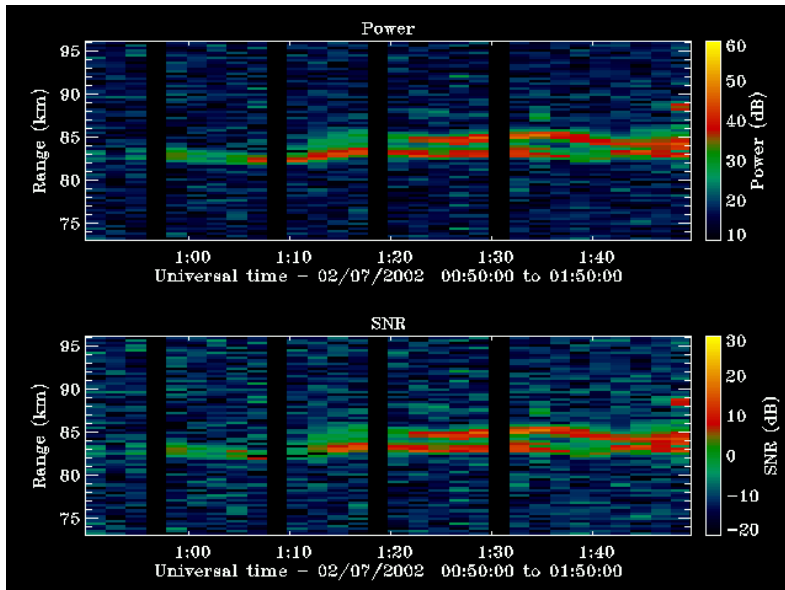 Power
95
90
85
80
75
Range (km)
1:00 1:10 1:20 1:30 1:40
Universal time – 02/07/2002 00:50:00 to 01:50:00
60
50
40
30
20
10
Power (dB)
SNR
95
90
85
80
75
Range (km)
1:00 1:10 1:20 1:30 1:40
Universal time – 02/07/2002 00:50:00 to 01:50:00
30
20
10
0
−10
−20
SNR (dB)